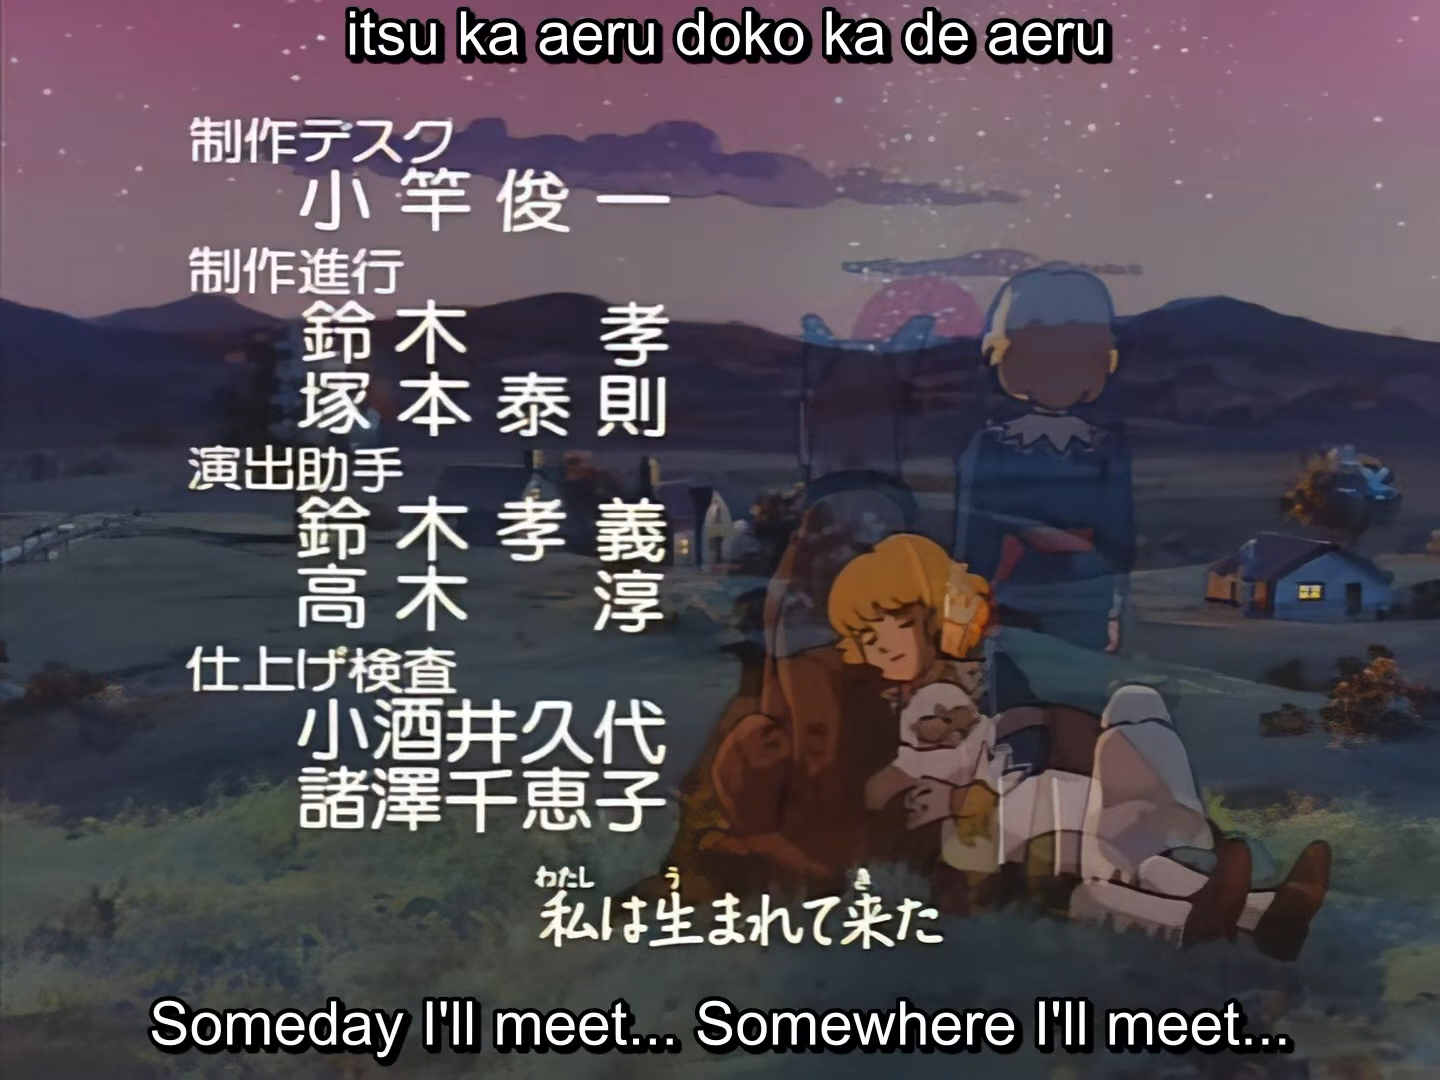 itsu ka aeru doko ka de aeru
制作デスク
小竿俊一
制作進行
鈴木 孝
塚本泰則
演出助手
鈴木孝義
高木 淳
仕上げ検査
小酒井久代
諸澤千恵子
わたし う き
私は生まれて来た
Someday I'll meet... Somewhere I'll meet...